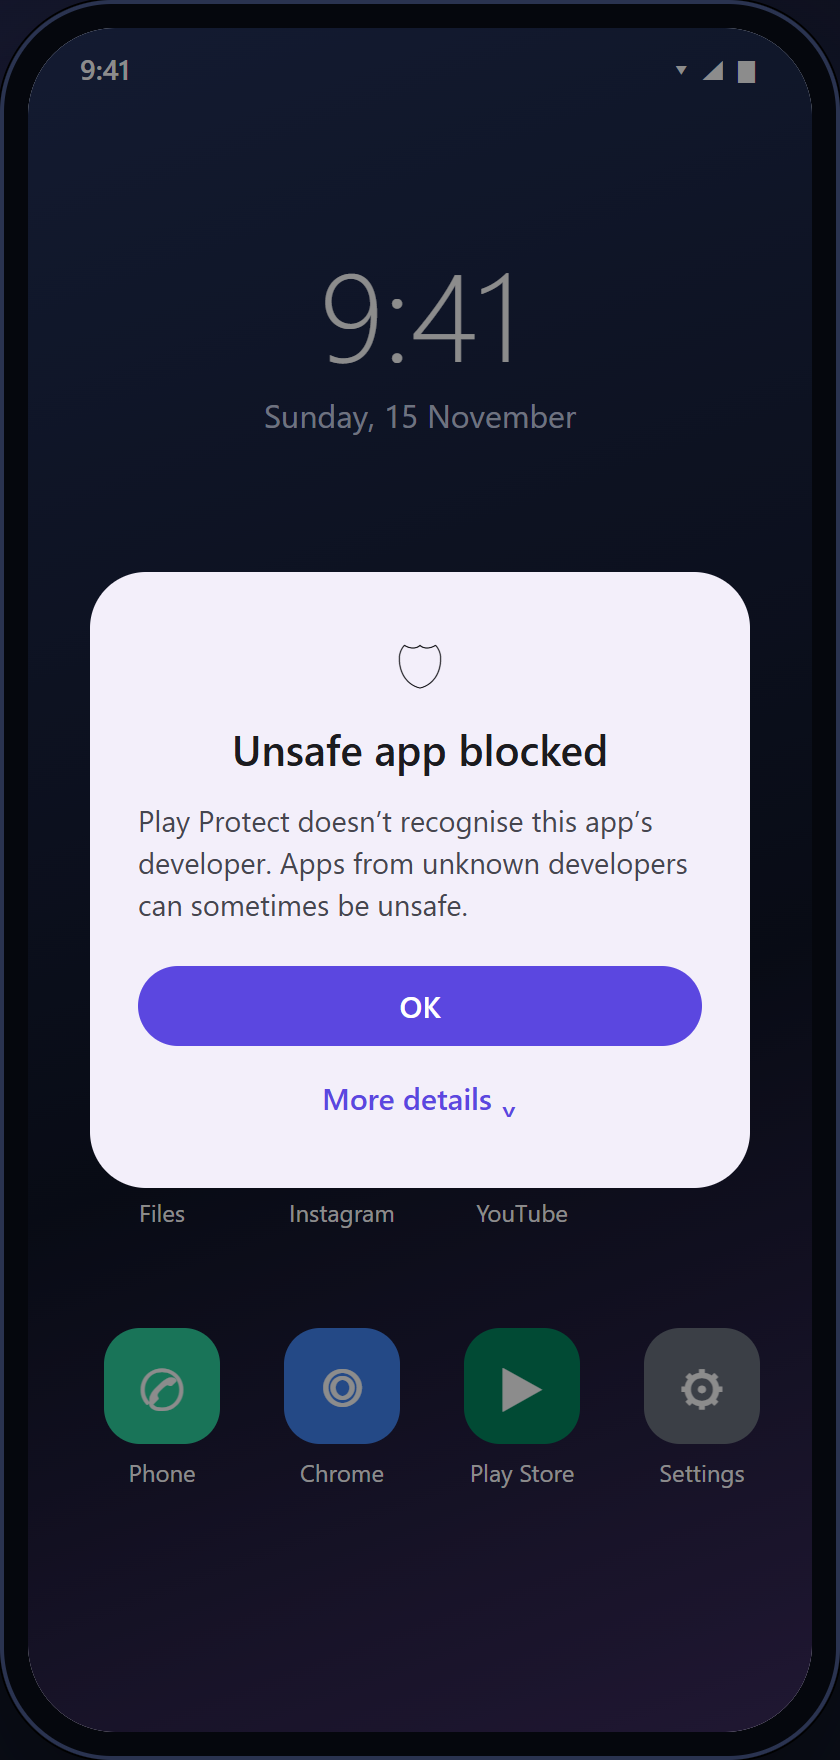 9:41
9:41
Sunday, 15 November
Unsafe app blocked
Play Protect doesn’t recognise this app’s
developer. Apps from unknown developers
can sometimes be unsafe.
OK
More details
Files Instagram YouTube
Phone Chrome Play Store Settings